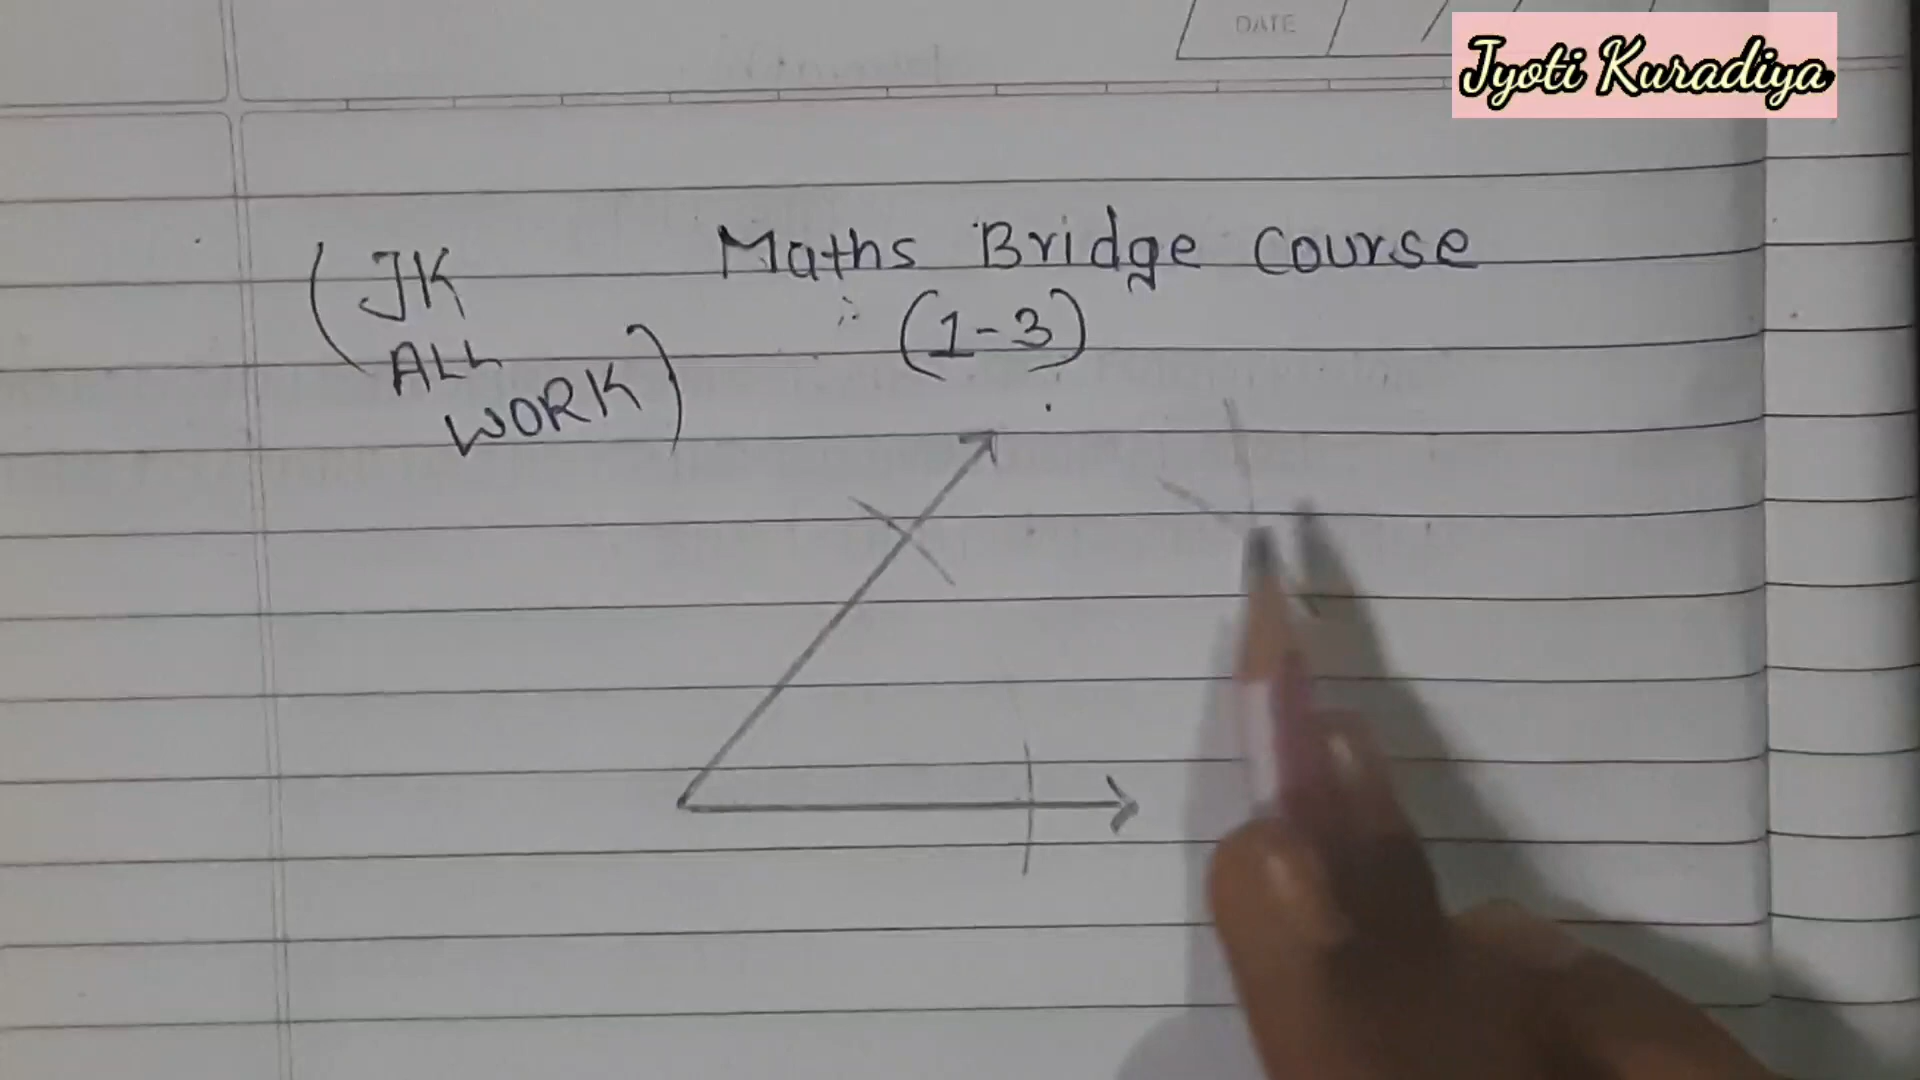 DATE
Jyoti Kuradiya
Maths Bridge Course
(1-3)
(JK
ALL
WORK)